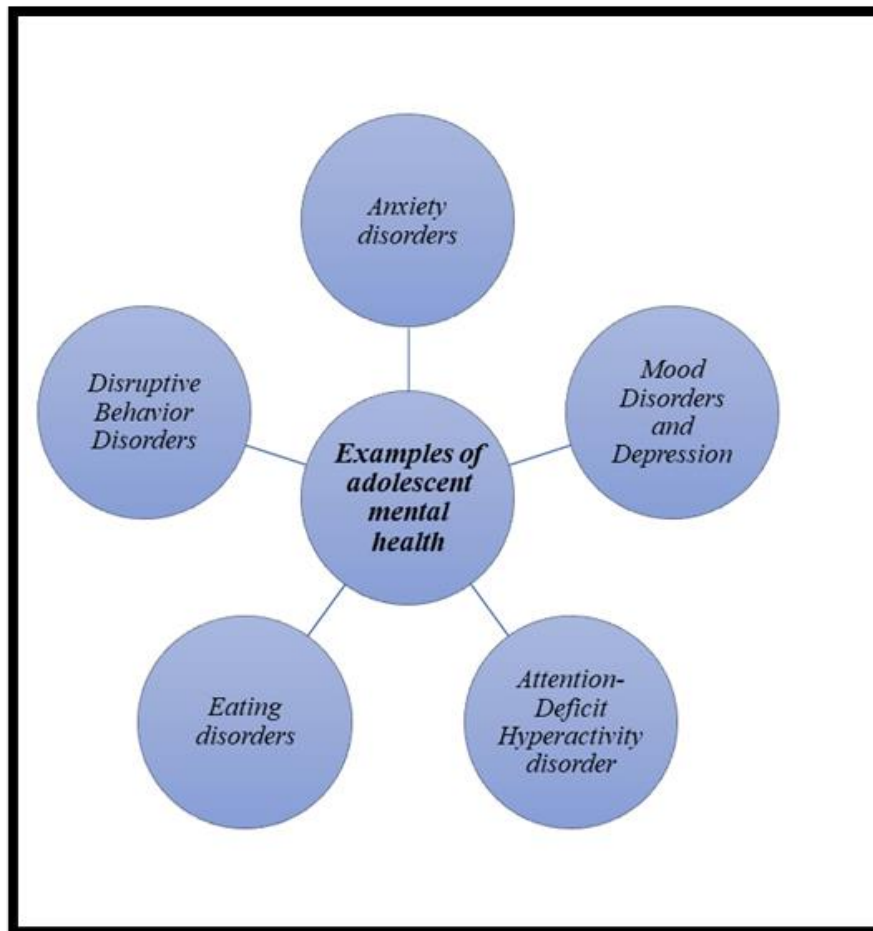 Anxiety
disorders
Mood
Disorders
and
Depression
Attention-
Deficit
Hyperactivity
disorder
Eating
disorders
Disruptive
Behavior
Disorders
Examples of
adolescent
mental
health